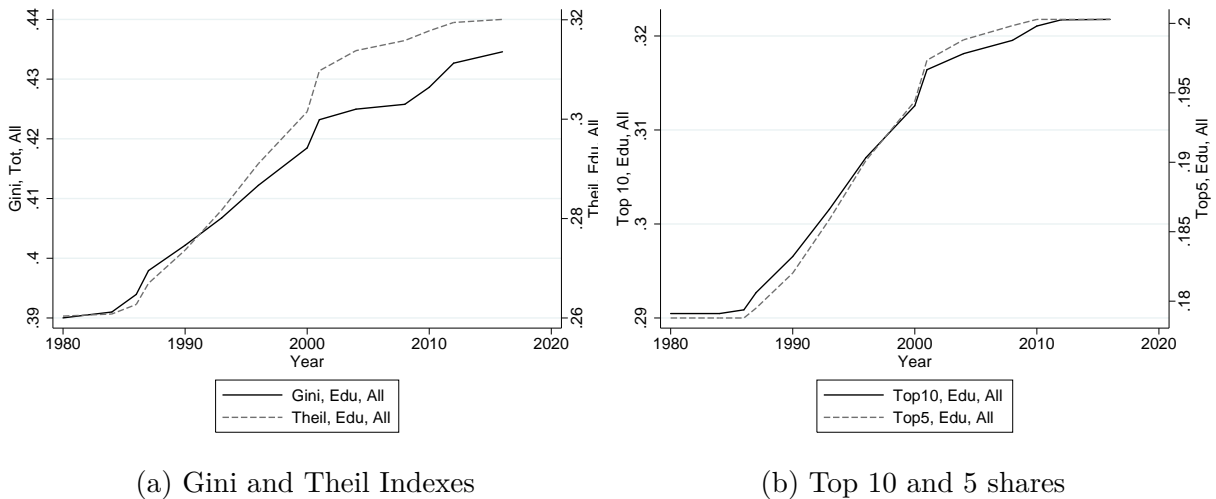 Gini, Tot, All
.39 .4 .41 .42 .43 .44
.26 .28 .3 .32
Theil, Edu, All
1980 1990 2000 2010 2020
Year
Gini, Edu, All
Theil, Edu, All
(a) Gini and Theil Indexes
Top 10, Edu, All
.29 .3 .31 .32
.18 .185 .19 .195 .2
Top5, Edu, All
1980 1990 2000 2010 2020
Year
Top10, Edu, All
Top5, Edu, All
(b) Top 10 and 5 shares